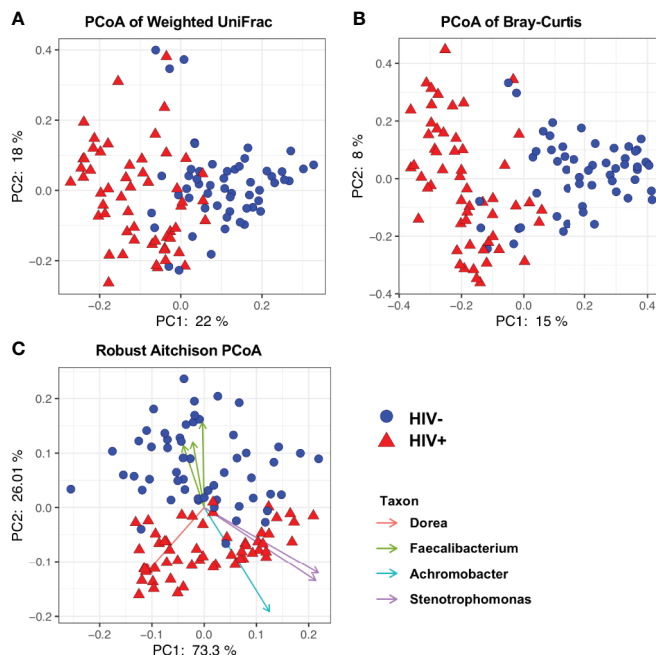 A
PCoA of Weighted UniFrac
0.4
0.2
0.0
−0.2
PC2: 18 %
−0.2
0.0
0.2
PC1: 22 %
B
PCoA of Bray-Curtis
0.4
0.2
0.0
−0.2
−0.4
PC2: 8 %
−0.4
−0.2
0.0
0.2
0.4
PC1: 15 %
C
Robust Aitchison PCoA
0.2
0.1
0.0
−0.1
−0.2
PC2: 26.01 %
−0.2
−0.1
0.0
0.1
0.2
PC1: 73.3 %
HIV-
HIV+
Taxon
Dorea
Faecalibacterium
Achromobacter
Stenotrophomonas